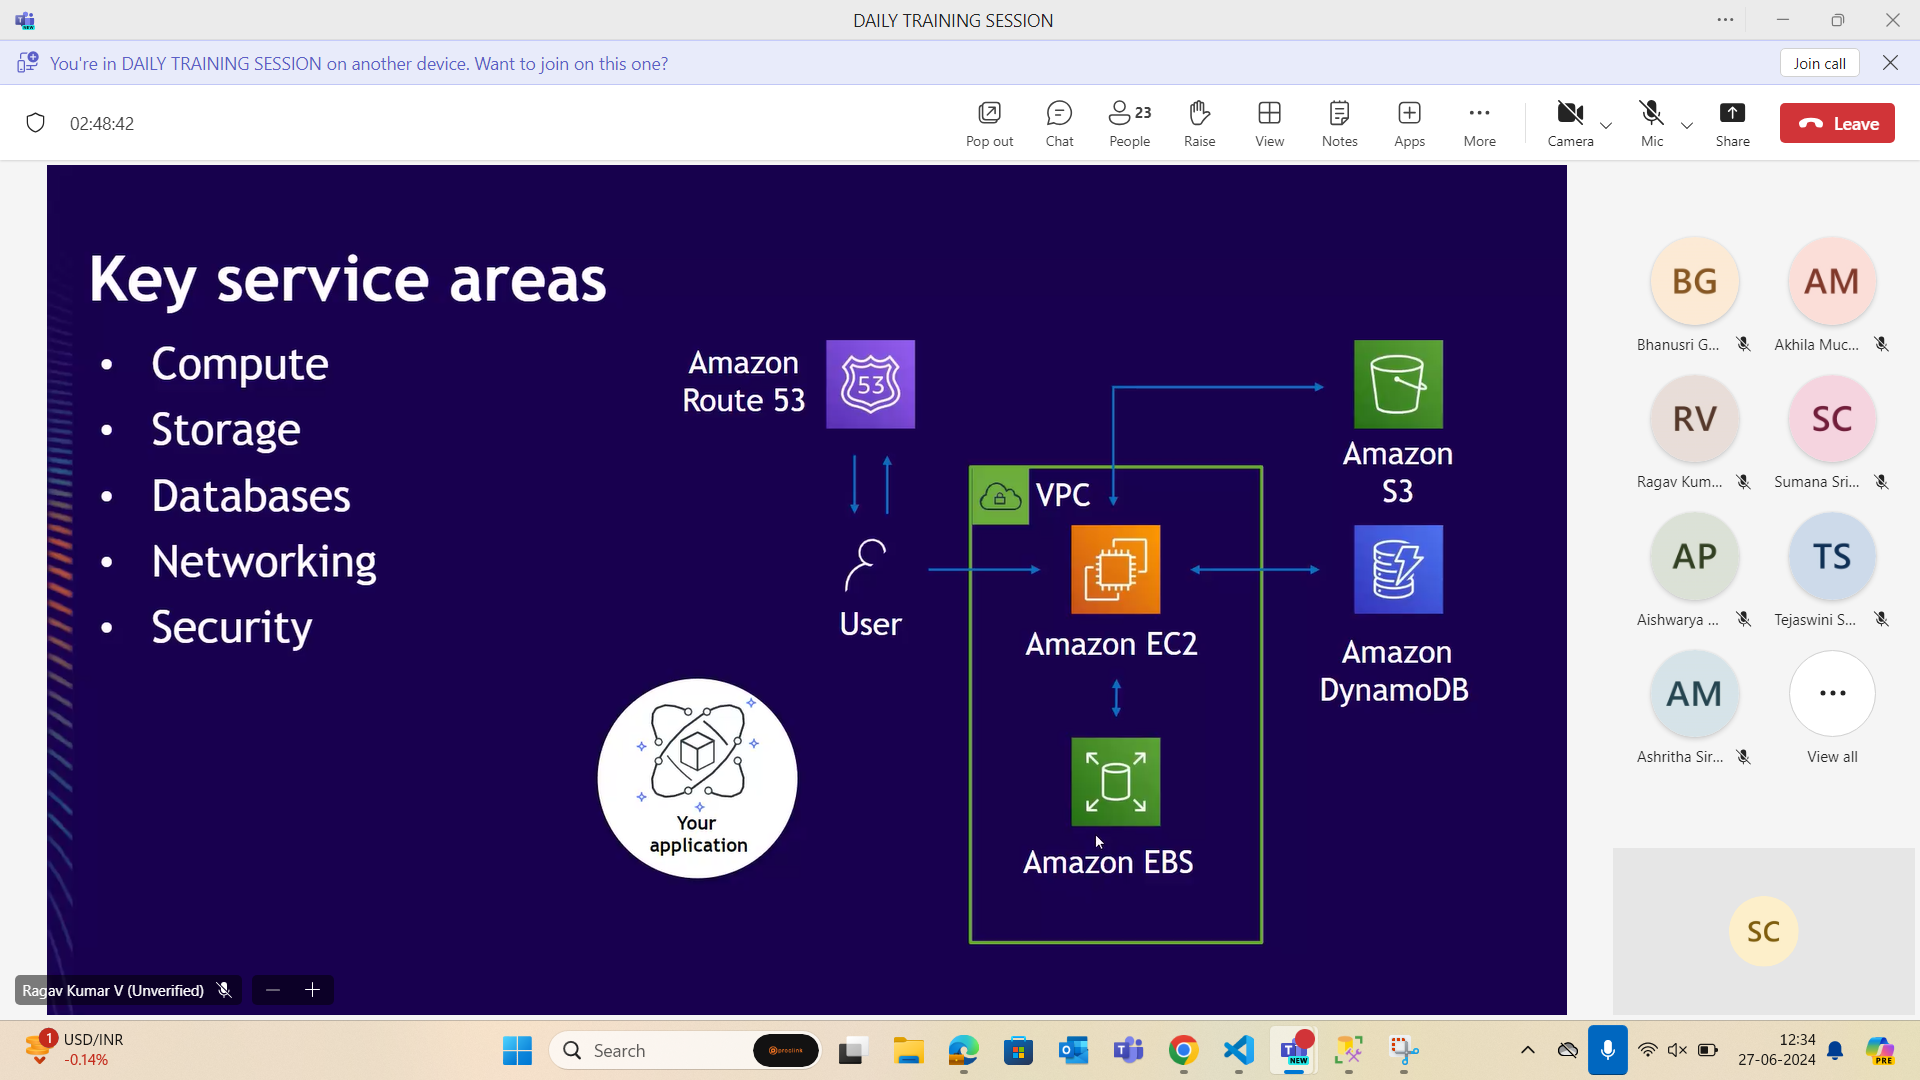 DAILY TRAINING SESSION
You're in DAILY TRAINING SESSION on another device. Want to join on this one?
Join call
02:48:42
Pop out
Chat
23
People
Raise
View
Notes
Apps
More
Camera
Mic
Share
Leave
Key service areas
• Compute
• Storage
• Databases
• Networking
• Security
Amazon
Route 53
53
User
Your
application
VPC
Amazon EC2
Amazon EBS
Amazon
S3
Amazon
DynamoDB
BG
Bhanusri G...
AM
Akhila Muc...
RV
Ragav Kum...
SC
Sumana Sri...
AP
Aishwarya ...
TS
Tejaswini S...
AM
Ashritha Sir...
View all
SC
Ragav Kumar V (Unverified)
1
USD/INR
-0.14%
Search
proclink
NEW
12:34
27-06-2024
PRE